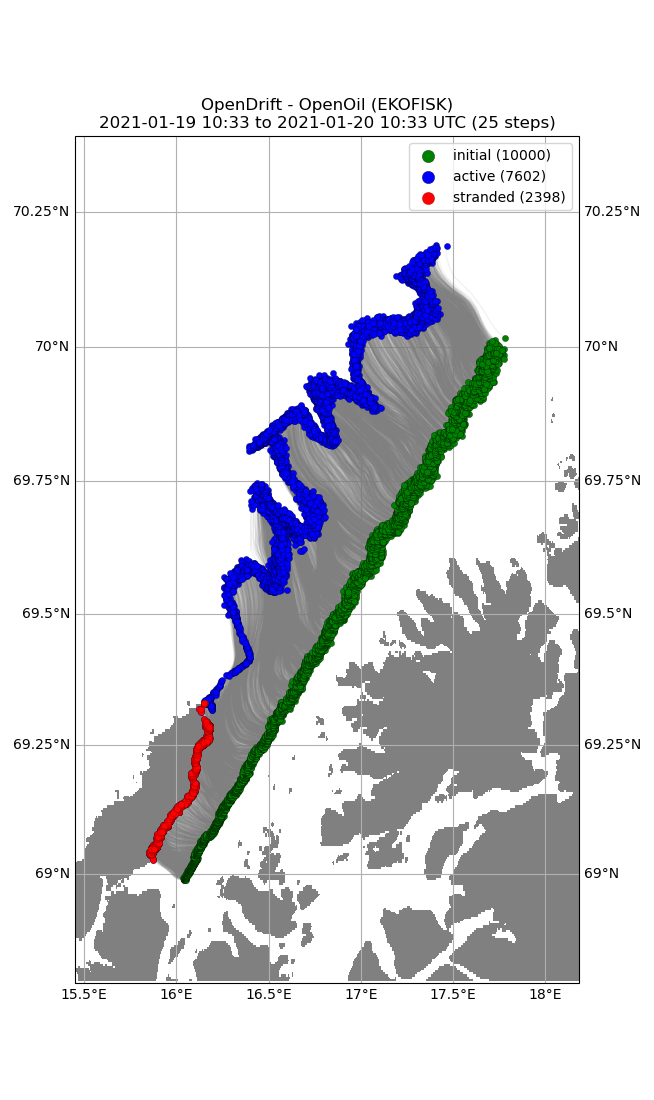 OpenDrift - OpenOil (EKOFISK)
2021-01-19 10:33 to 2021-01-20 10:33 UTC (25 steps)
initial (10000)
active (7602)
stranded (2398)
70.25°N 70.25°N
70°N 70°N
69.75°N 69.75°N
69.5°N 69.5°N
69.25°N 69.25°N
69°N 69°N
15.5°E 16°E 16.5°E 17°E 17.5°E 18°E